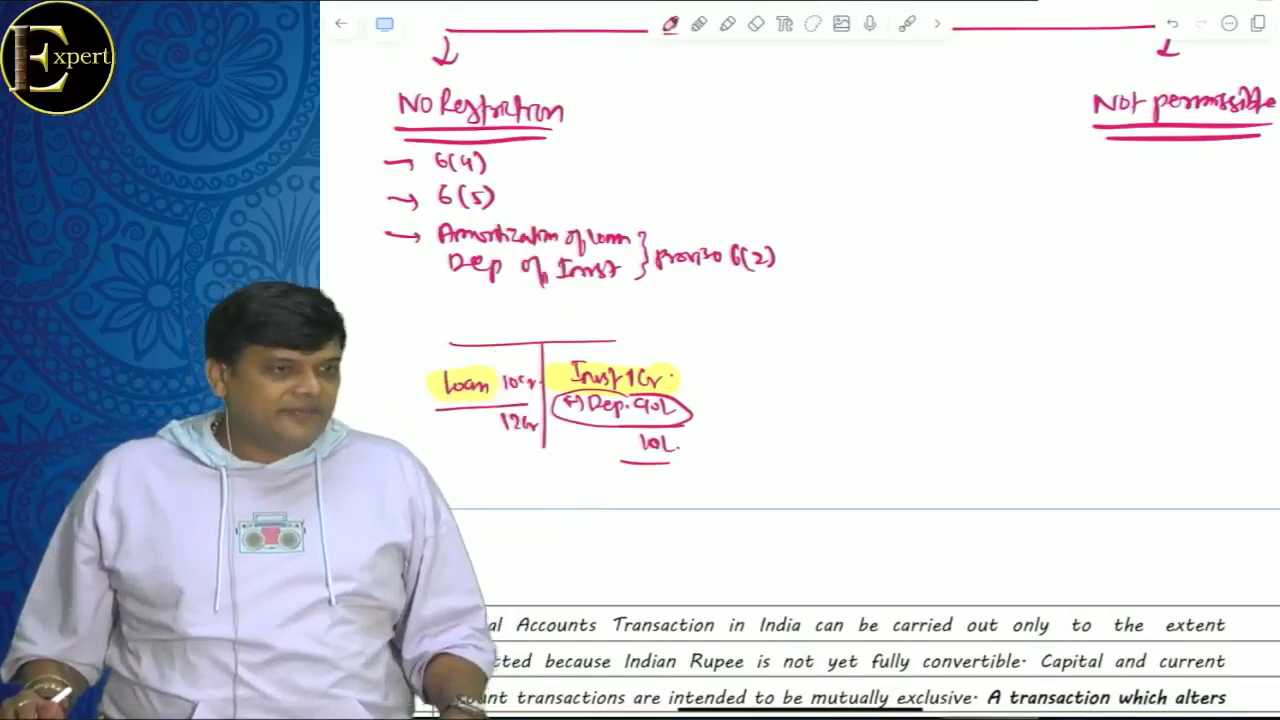 Expert
No Restriction
Not permissible
→ 6(4)
→ 6(5)
→ Amortization of loan
Dep of Invst } proviso 6(2)
Loan 10Cr.
Invst 1Cr.
(-) Dep. 90L
12Cr
10L.
al Accounts Transaction in India can be carried out only to the extent
tted because Indian Rupee is not yet fully convertible. Capital and current
unt transactions are intended to be mutually exclusive. A transaction which alters